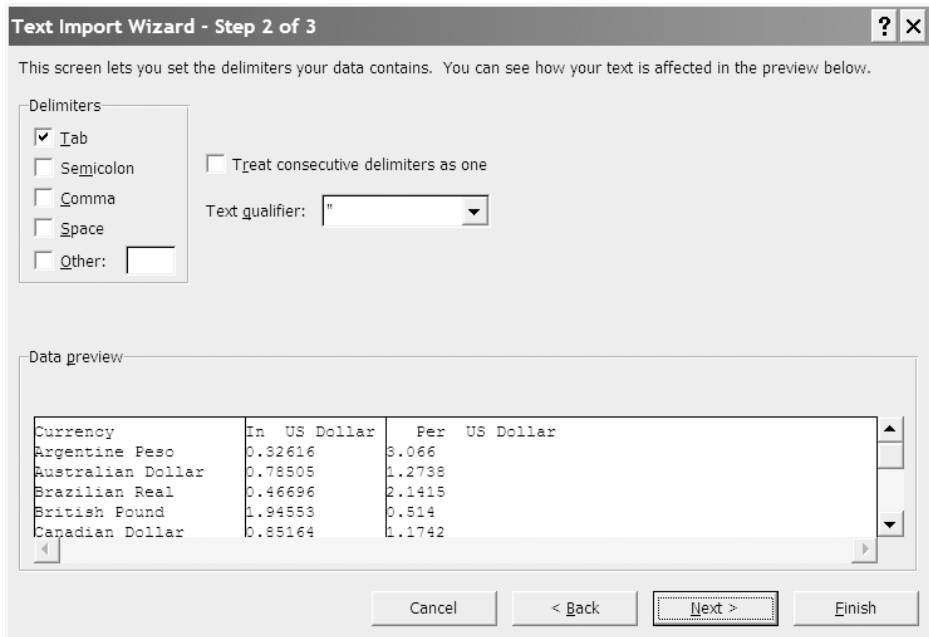 Text Import Wizard - Step 2 of 3
This screen lets you set the delimiters your data contains. You can see how your text is affected in the preview below.
Delimiters
Tab
Semicolon
Comma
Space
Other:
Treat consecutive delimiters as one
Text qualifier: "
Data preview
Currency In US Dollar Per US Dollar
Argentine Peso 0.32616 3.066
Australian Dollar 0.78505 1.2738
Brazilian Real 0.46696 2.1415
British Pound 1.94553 0.514
Canadian Dollar 0.85164 1.1742
Cancel < Back Next > Finish